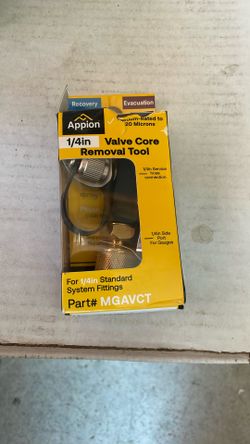 Recovery
Evacuation
Appion
Vacuum-Rated to
20 Microns
1/4in Valve Core
Removal Tool
1/4in Side
Port
For Gauges
For 1/4in Standard
System Fittings
Part# MGAVCT